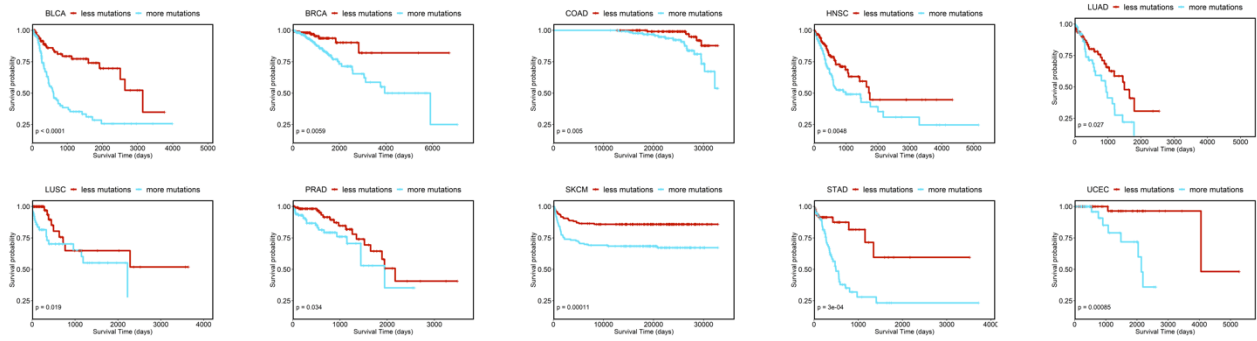 BLCA less mutations more mutations
Survival probability
1.00
0.75
0.50
0.25
p < 0.0001
0 1000 2000 3000 4000 5000
Survival Time (days)
BRCA less mutations more mutations
Survival probability
1.00
0.75
0.50
0.25
p = 0.0059
0 2000 4000 6000
Survival Time (days)
COAD less mutations more mutations
Survival probability
1.00
0.75
0.50
0.25
p = 0.005
0 10000 20000 30000
Survival Time (days)
HNSC less mutations more mutations
Survival probability
1.00
0.75
0.50
0.25
p = 0.0048
0 1000 2000 3000 4000 5000
Survival Time (days)
LUAD less mutations more mutations
Survival probability
1.00
0.75
0.50
0.25
p = 0.027
0 1000 2000 3000 4000 5000
Survival Time (days)
LUSC less mutations more mutations
Survival probability
1.00
0.75
0.50
0.25
p = 0.019
0 1000 2000 3000 4000
Survival Time (days)
PRAD less mutations more mutations
Survival probability
1.00
0.75
0.50
0.25
p = 0.034
0 1000 2000 3000
Survival Time (days)
SKCM less mutations more mutations
Survival probability
1.00
0.75
0.50
0.25
p = 0.00011
0 10000 20000 30000
Survival Time (days)
STAD less mutations more mutations
Survival probability
1.00
0.75
0.50
0.25
p = 3e-04
0 1000 2000 3000 4000
Survival Time (days)
UCEC less mutations more mutations
Survival probability
1.00
0.75
0.50
0.25
p = 0.00085
0 1000 2000 3000 4000 5000
Survival Time (days)